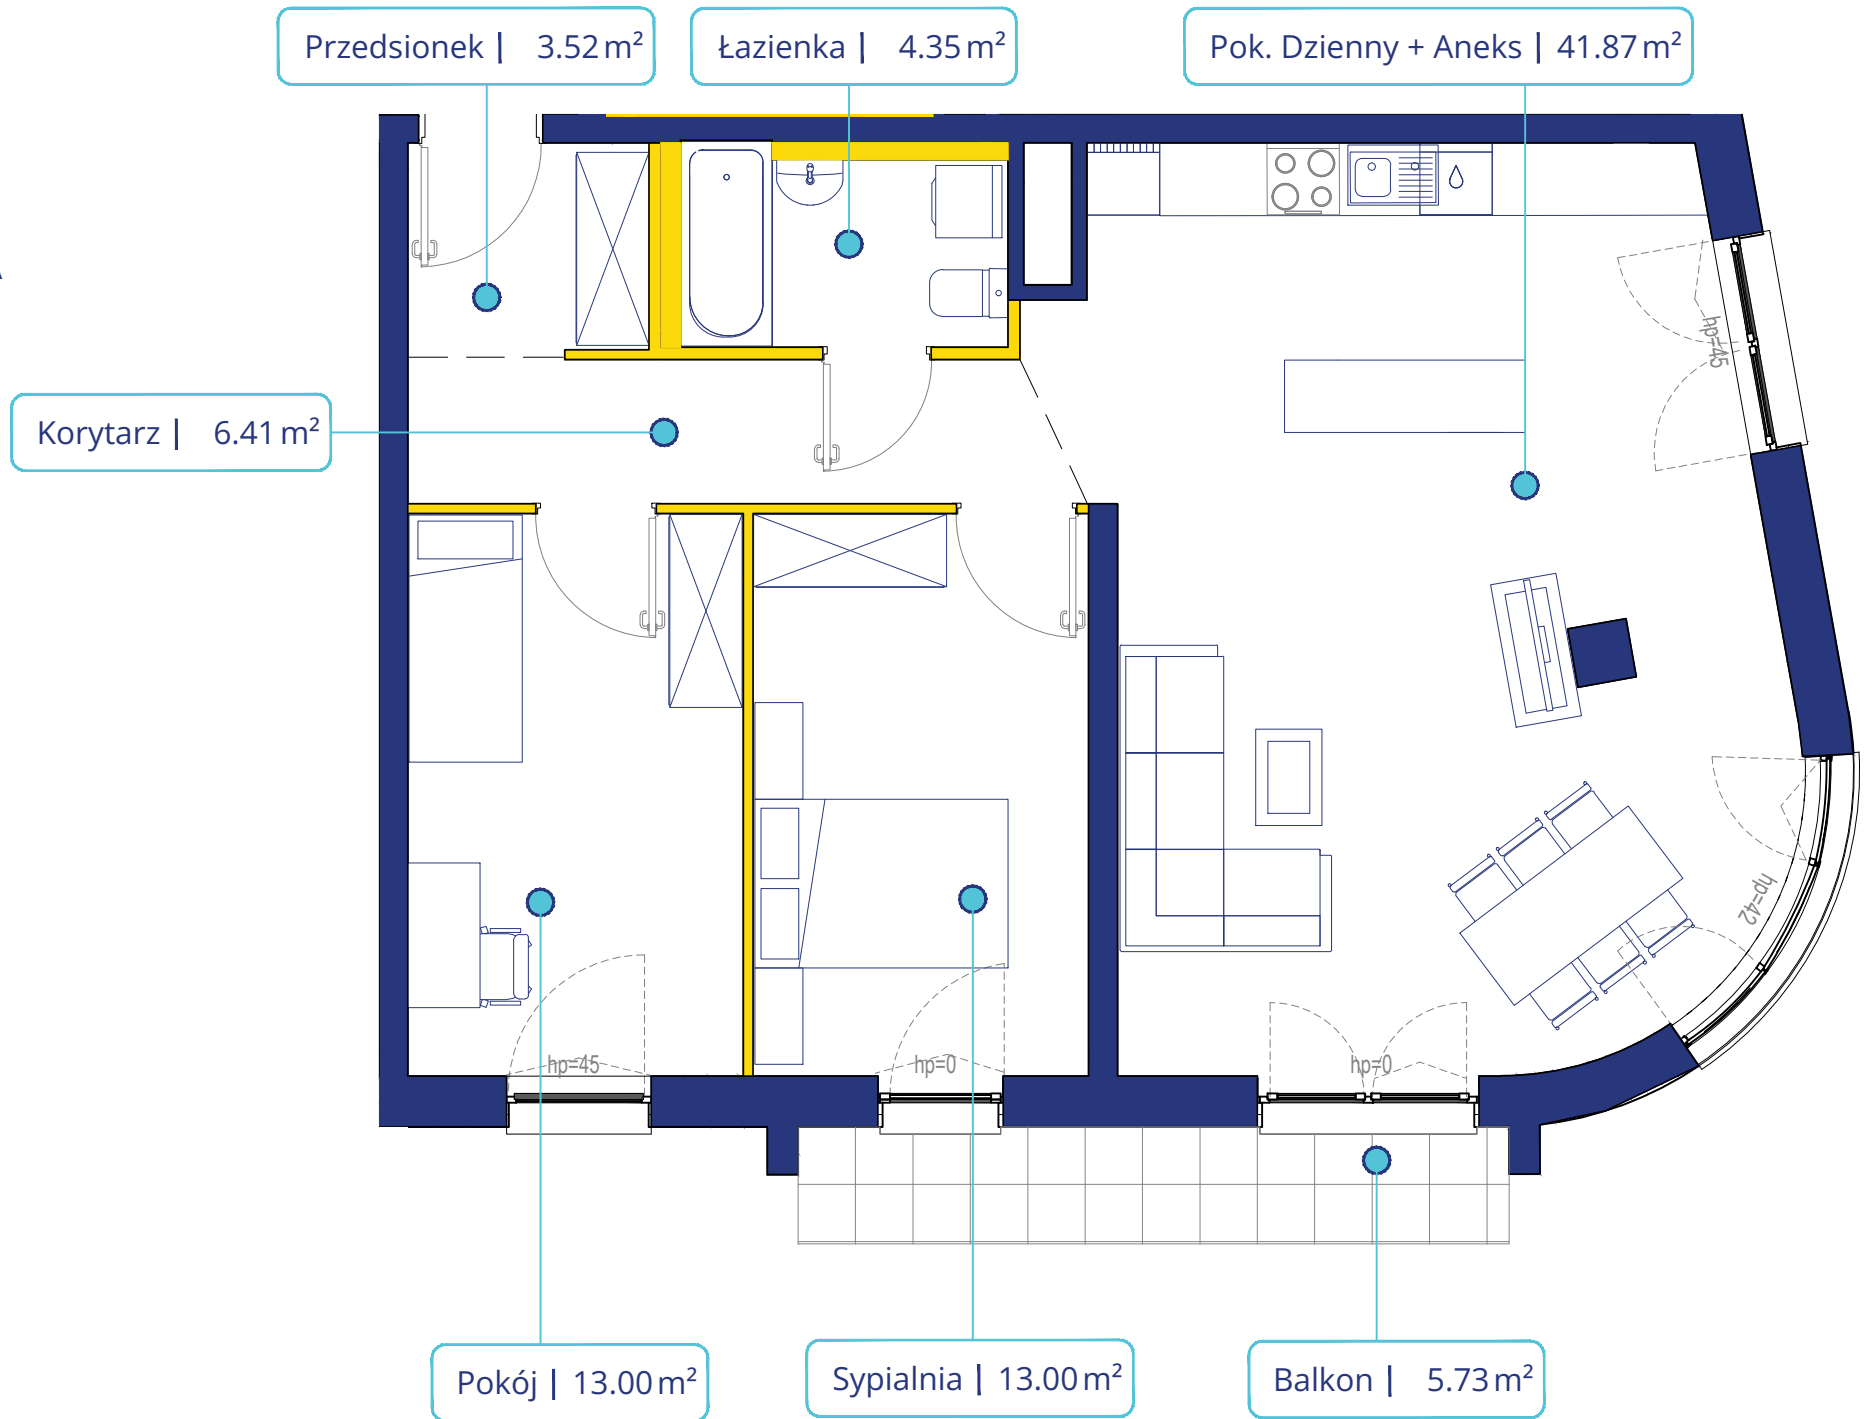 Przedsionek | 3.52 m²
Łazienka | 4.35 m²
Pok. Dzienny + Aneks | 41.87 m²
hp=45
Korytarz | 6.41 m²
hp=42
hp=45
hp=0
hp=0
Pokój | 13.00 m²
Sypialnia | 13.00 m²
Balkon | 5.73 m²